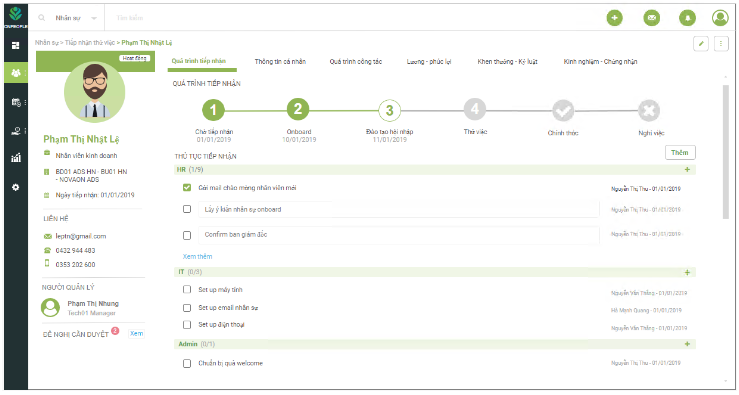 Nhân sự
Tìm kiếm
ONPEOPLE
Nhân sự > Tiếp nhận thử việc > Phạm Thị Nhật Lệ
Hoạt động
Phạm Thị Nhật Lệ
Nhân viên kinh doanh
BD01 ADS HN - BU01 HN
- NOVAON ADS
Ngày tiếp nhận: 01/01/2019
LIÊN HỆ
leptn@gmail.com
0432 944 483
0353 202 600
NGƯỜI QUẢN LÝ
Phạm Thị Nhung
Tech01 Manager
ĐỀ NGHỊ CẦN DUYỆT 2 Xem
Quá trình tiếp nhận Thông tin cá nhân Quá trình công tác Lương - phúc lợi Khen thưởng - Kỷ luật Kinh nghiệm - Chứng nhận
QUÁ TRÌNH TIẾP NHẬN
1 2 3 4
Chờ tiếp nhận Onboard Đào tạo hội nhập Thử việc Chính thức Nghỉ việc
01/01/2019 10/01/2019 11/01/2019
THỦ TỤC TIẾP NHẬN Thêm
HR (1/9) +
Gửi mail chào mừng nhân viên mới Nguyễn Thị Thu - 01/01/2019
Lấy ý kiến nhân sự onboard Nguyễn Thị Thu - 01/01/2019
Confirm ban giám đốc Nguyễn Thị Thu - 01/01/2019
Xem thêm
IT (0/3) +
Set up máy tính Nguyễn Văn Thắng - 01/01/2019
Set up email nhân sự Hà Mạnh Quang - 01/01/2019
Set up điện thoại Nguyễn Văn Thắng - 01/01/2019
Admin (0/1) +
Chuẩn bị quà welcome Nguyễn Thị Thu - 01/01/2019